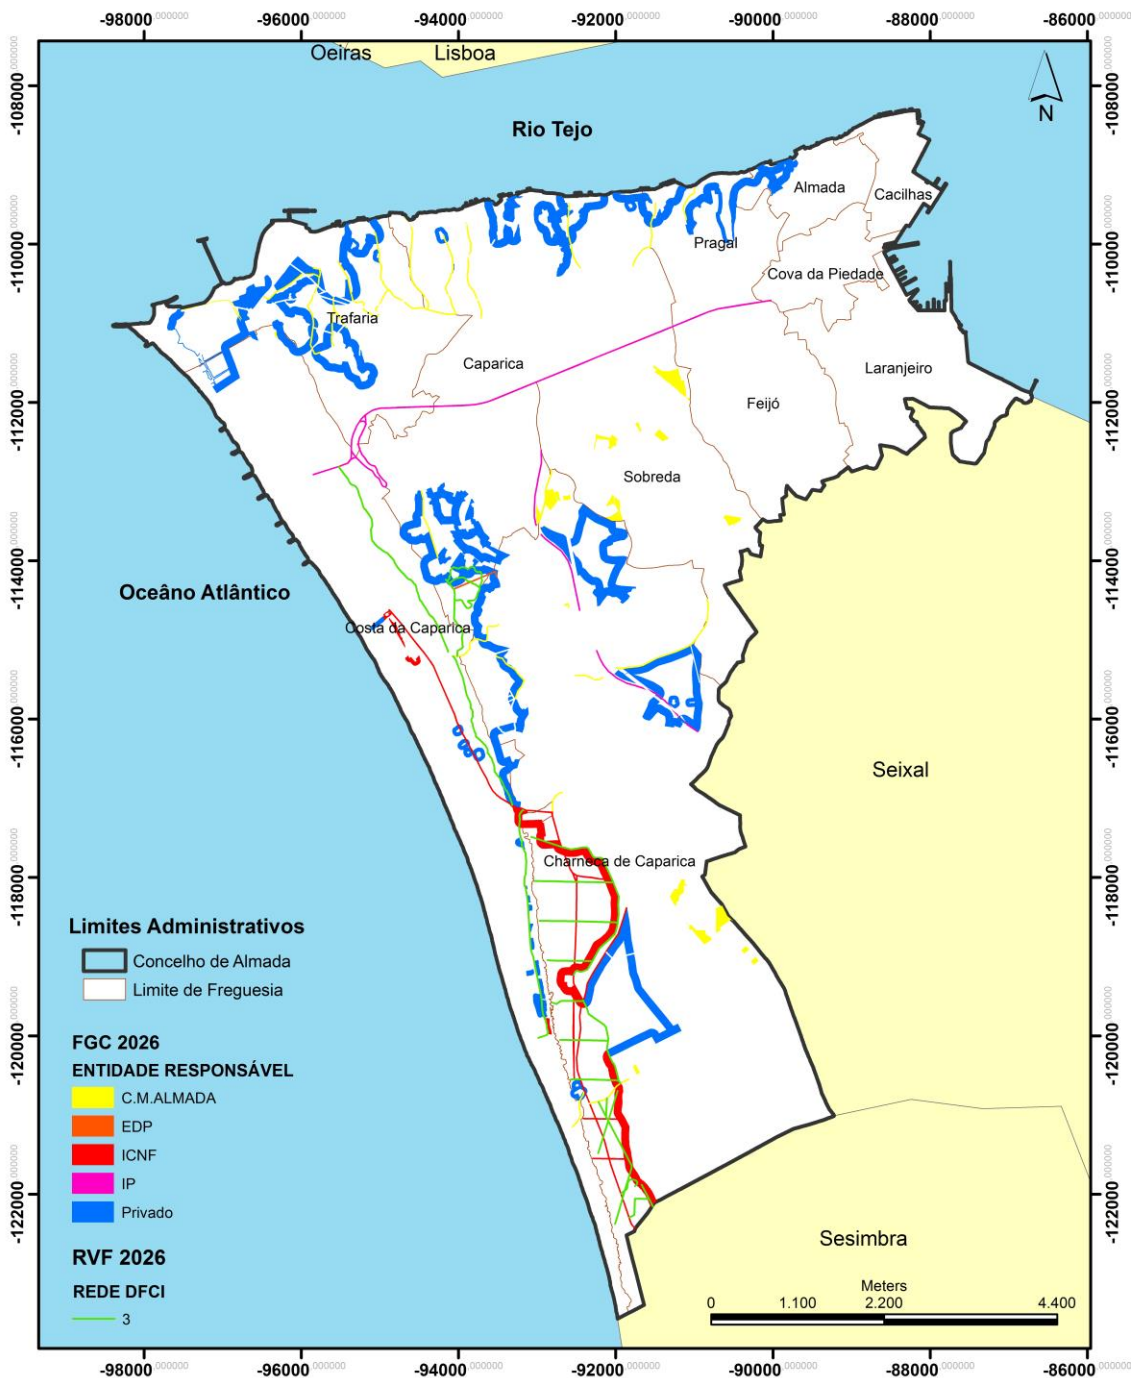 -98000,000000 -96000,000000 -94000,000000 -92000,000000 -90000,000000 -88000,000000 -86000,000000
Oeiras Lisboa
N
-108000,000000 -108000,000000
Rio Tejo
Almada
Cacilhas
Pragal
-110000,000000 -110000,000000
Cova da Piedade
Trafaria
Caparica
Laranjeiro
-112000,000000 -112000,000000
Feijó
Sobreda
-114000,000000 -114000,000000
Oceâno Atlântico
Costa da Caparica
-116000,000000 -116000,000000
Seixal
Charneca de Caparica
-118000,000000 -118000,000000
Limites Administrativos
Concelho de Almada
Limite de Freguesia
-120000,000000 -120000,000000
FGC 2026
ENTIDADE RESPONSÁVEL
C.M.ALMADA
EDP
ICNF
IP
Privado
-122000,000000 -122000,000000
Sesimbra
RVF 2026
REDE DFCI
3
Meters
0 1.100 2.200 4.400
-98000,000000 -96000,000000 -94000,000000 -92000,000000 -90000,000000 -88000,000000 -86000,000000